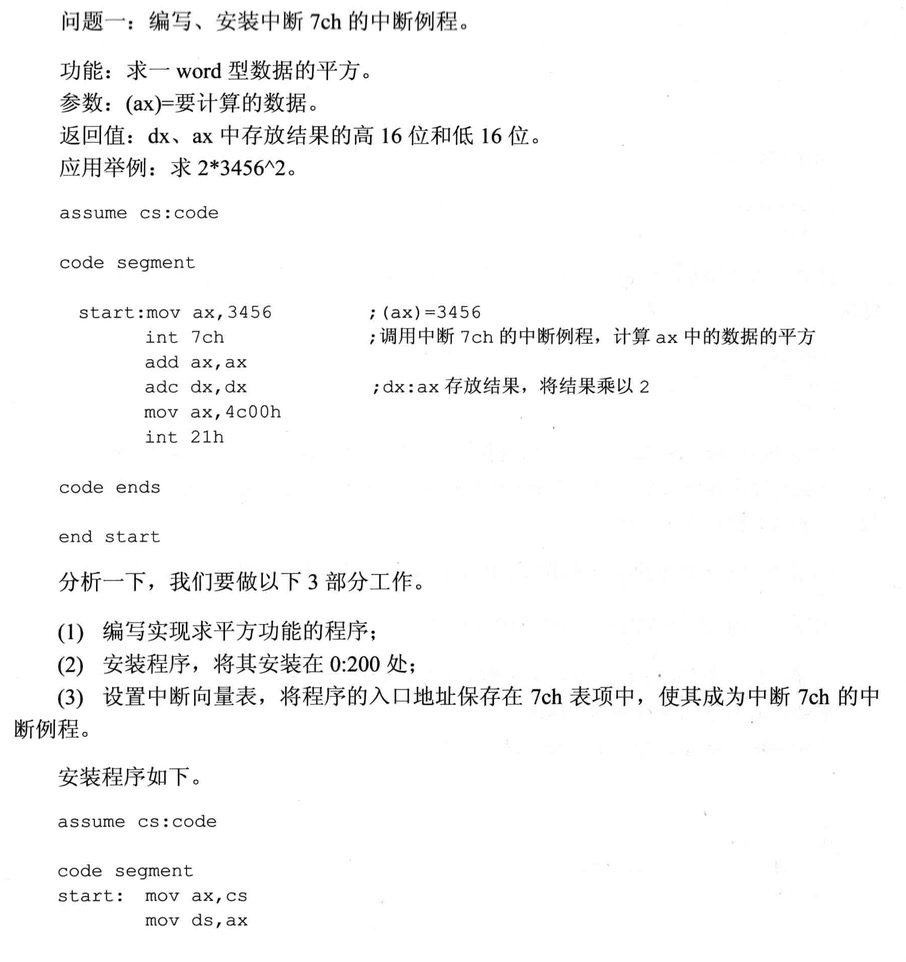 问题一：编写、安装中断 7ch 的中断例程。
功能：求一 word 型数据的平方。
参数：(ax)=要计算的数据。
返回值：dx、ax 中存放结果的高 16 位和低 16 位。
应用举例：求 2*3456^2。
assume cs:code
code segment
start:mov ax,3456 ;(ax)=3456
int 7ch ;调用中断 7ch 的中断例程，计算 ax 中的数据的平方
add ax,ax
adc dx,dx ;dx:ax 存放结果，将结果乘以 2
mov ax,4c00h
int 21h
code ends
end start
分析一下，我们要做以下 3 部分工作。
(1) 编写实现求平方功能的程序；
(2) 安装程序，将其安装在 0:200 处；
(3) 设置中断向量表，将程序的入口地址保存在 7ch 表项中，使其成为中断 7ch 的中
断例程。
安装程序如下。
assume cs:code
code segment
start: mov ax,cs
mov ds,ax